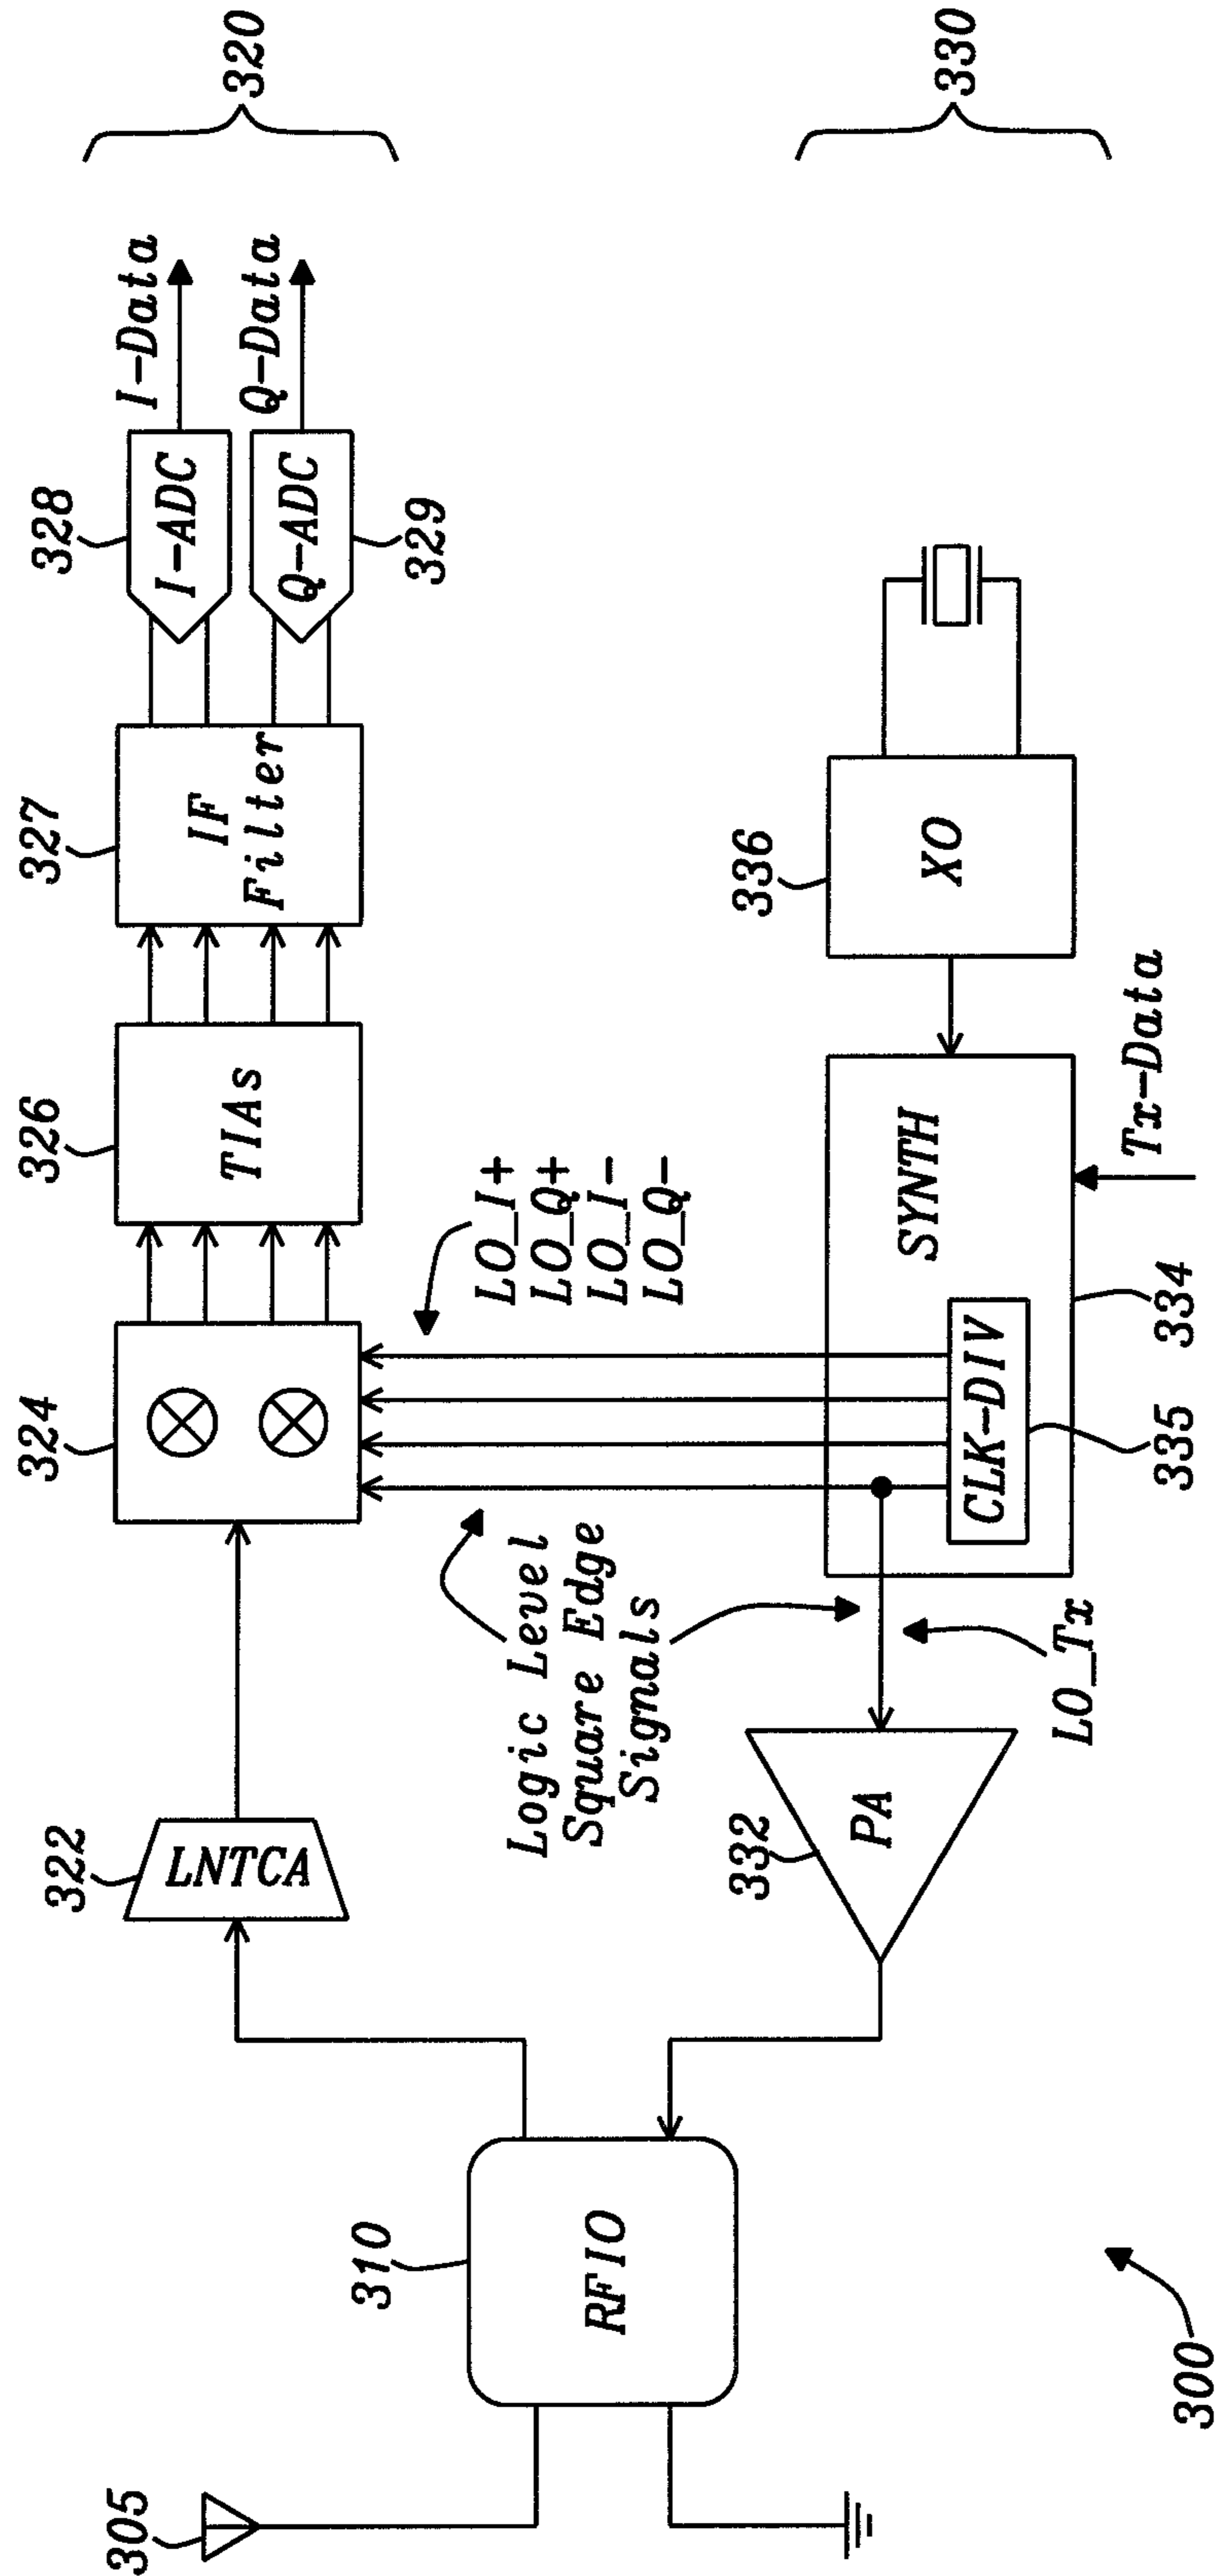 305
310
RFIO
300
322
LNTCA
324
326
TIAs
327
IF
Filter
328
I-ADC
Q-ADC
329
I-Data
Q-Data
320
Logic Level
Square Edge
Signals
LO_I+
LO_Q+
LO_I-
LO_Q-
332
PA
LO_Tx
SYNTH
CLK-DIV
335
334
Tx-Data
336
XO
330